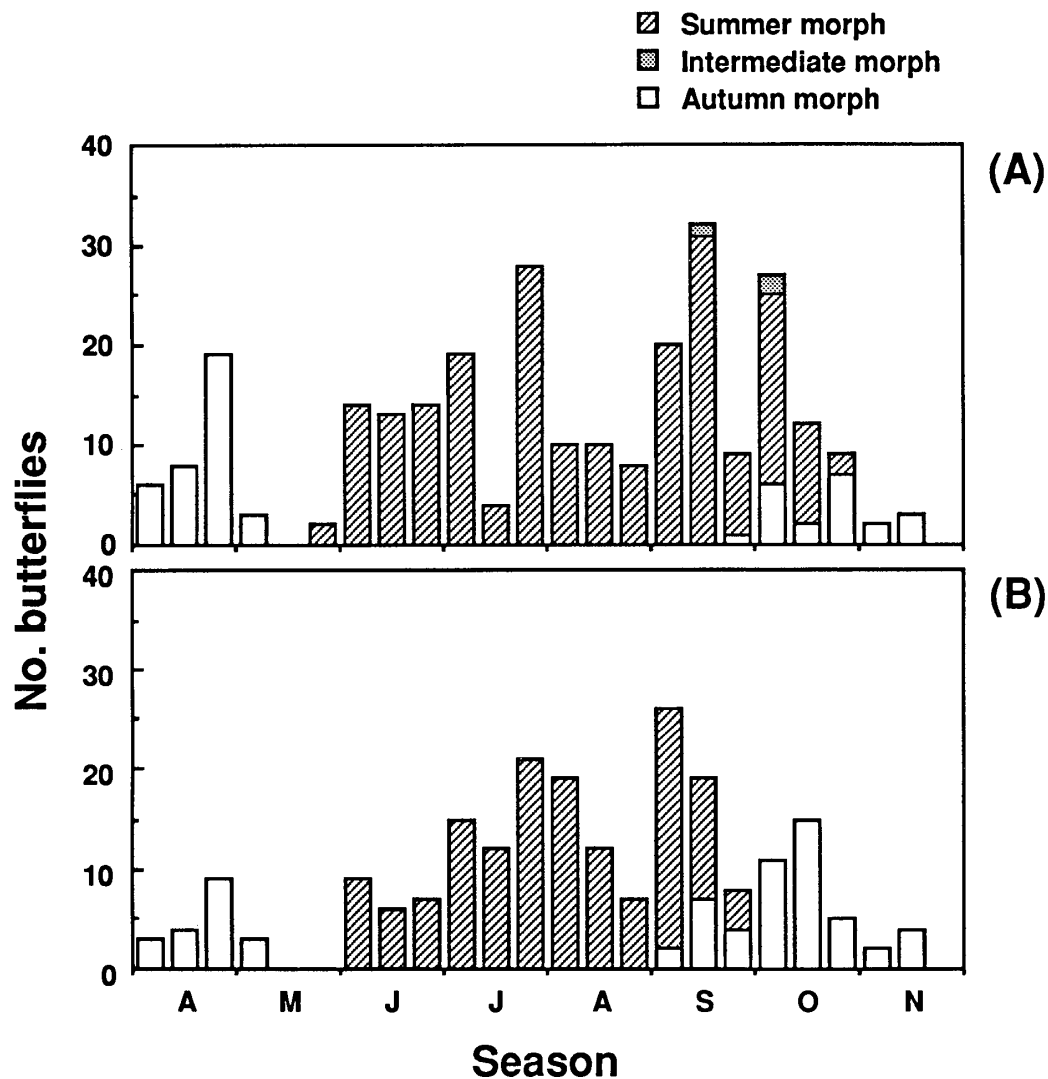 Summer morph
Intermediate morph
Autumn morph
(A)
40
30
20
10
0
(B)
40
30
20
10
0
No. butterflies
A M J J A S O N
Season